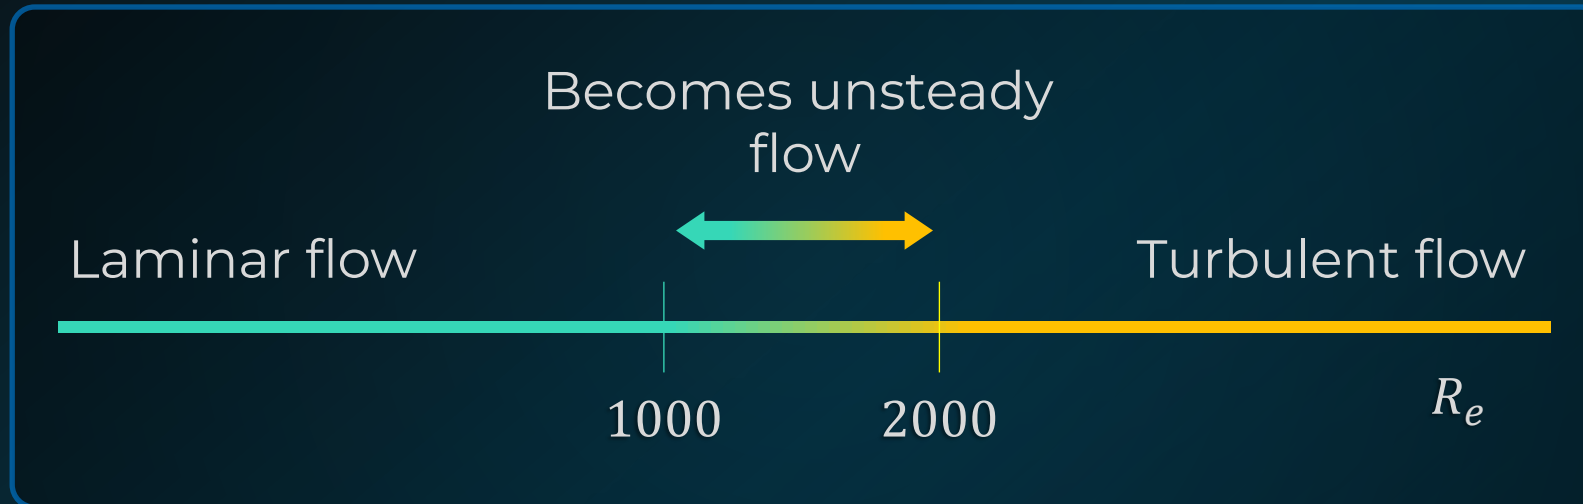 Becomes unsteady
flow
Laminar flow
Turbulent flow
1000
2000
Rₑ